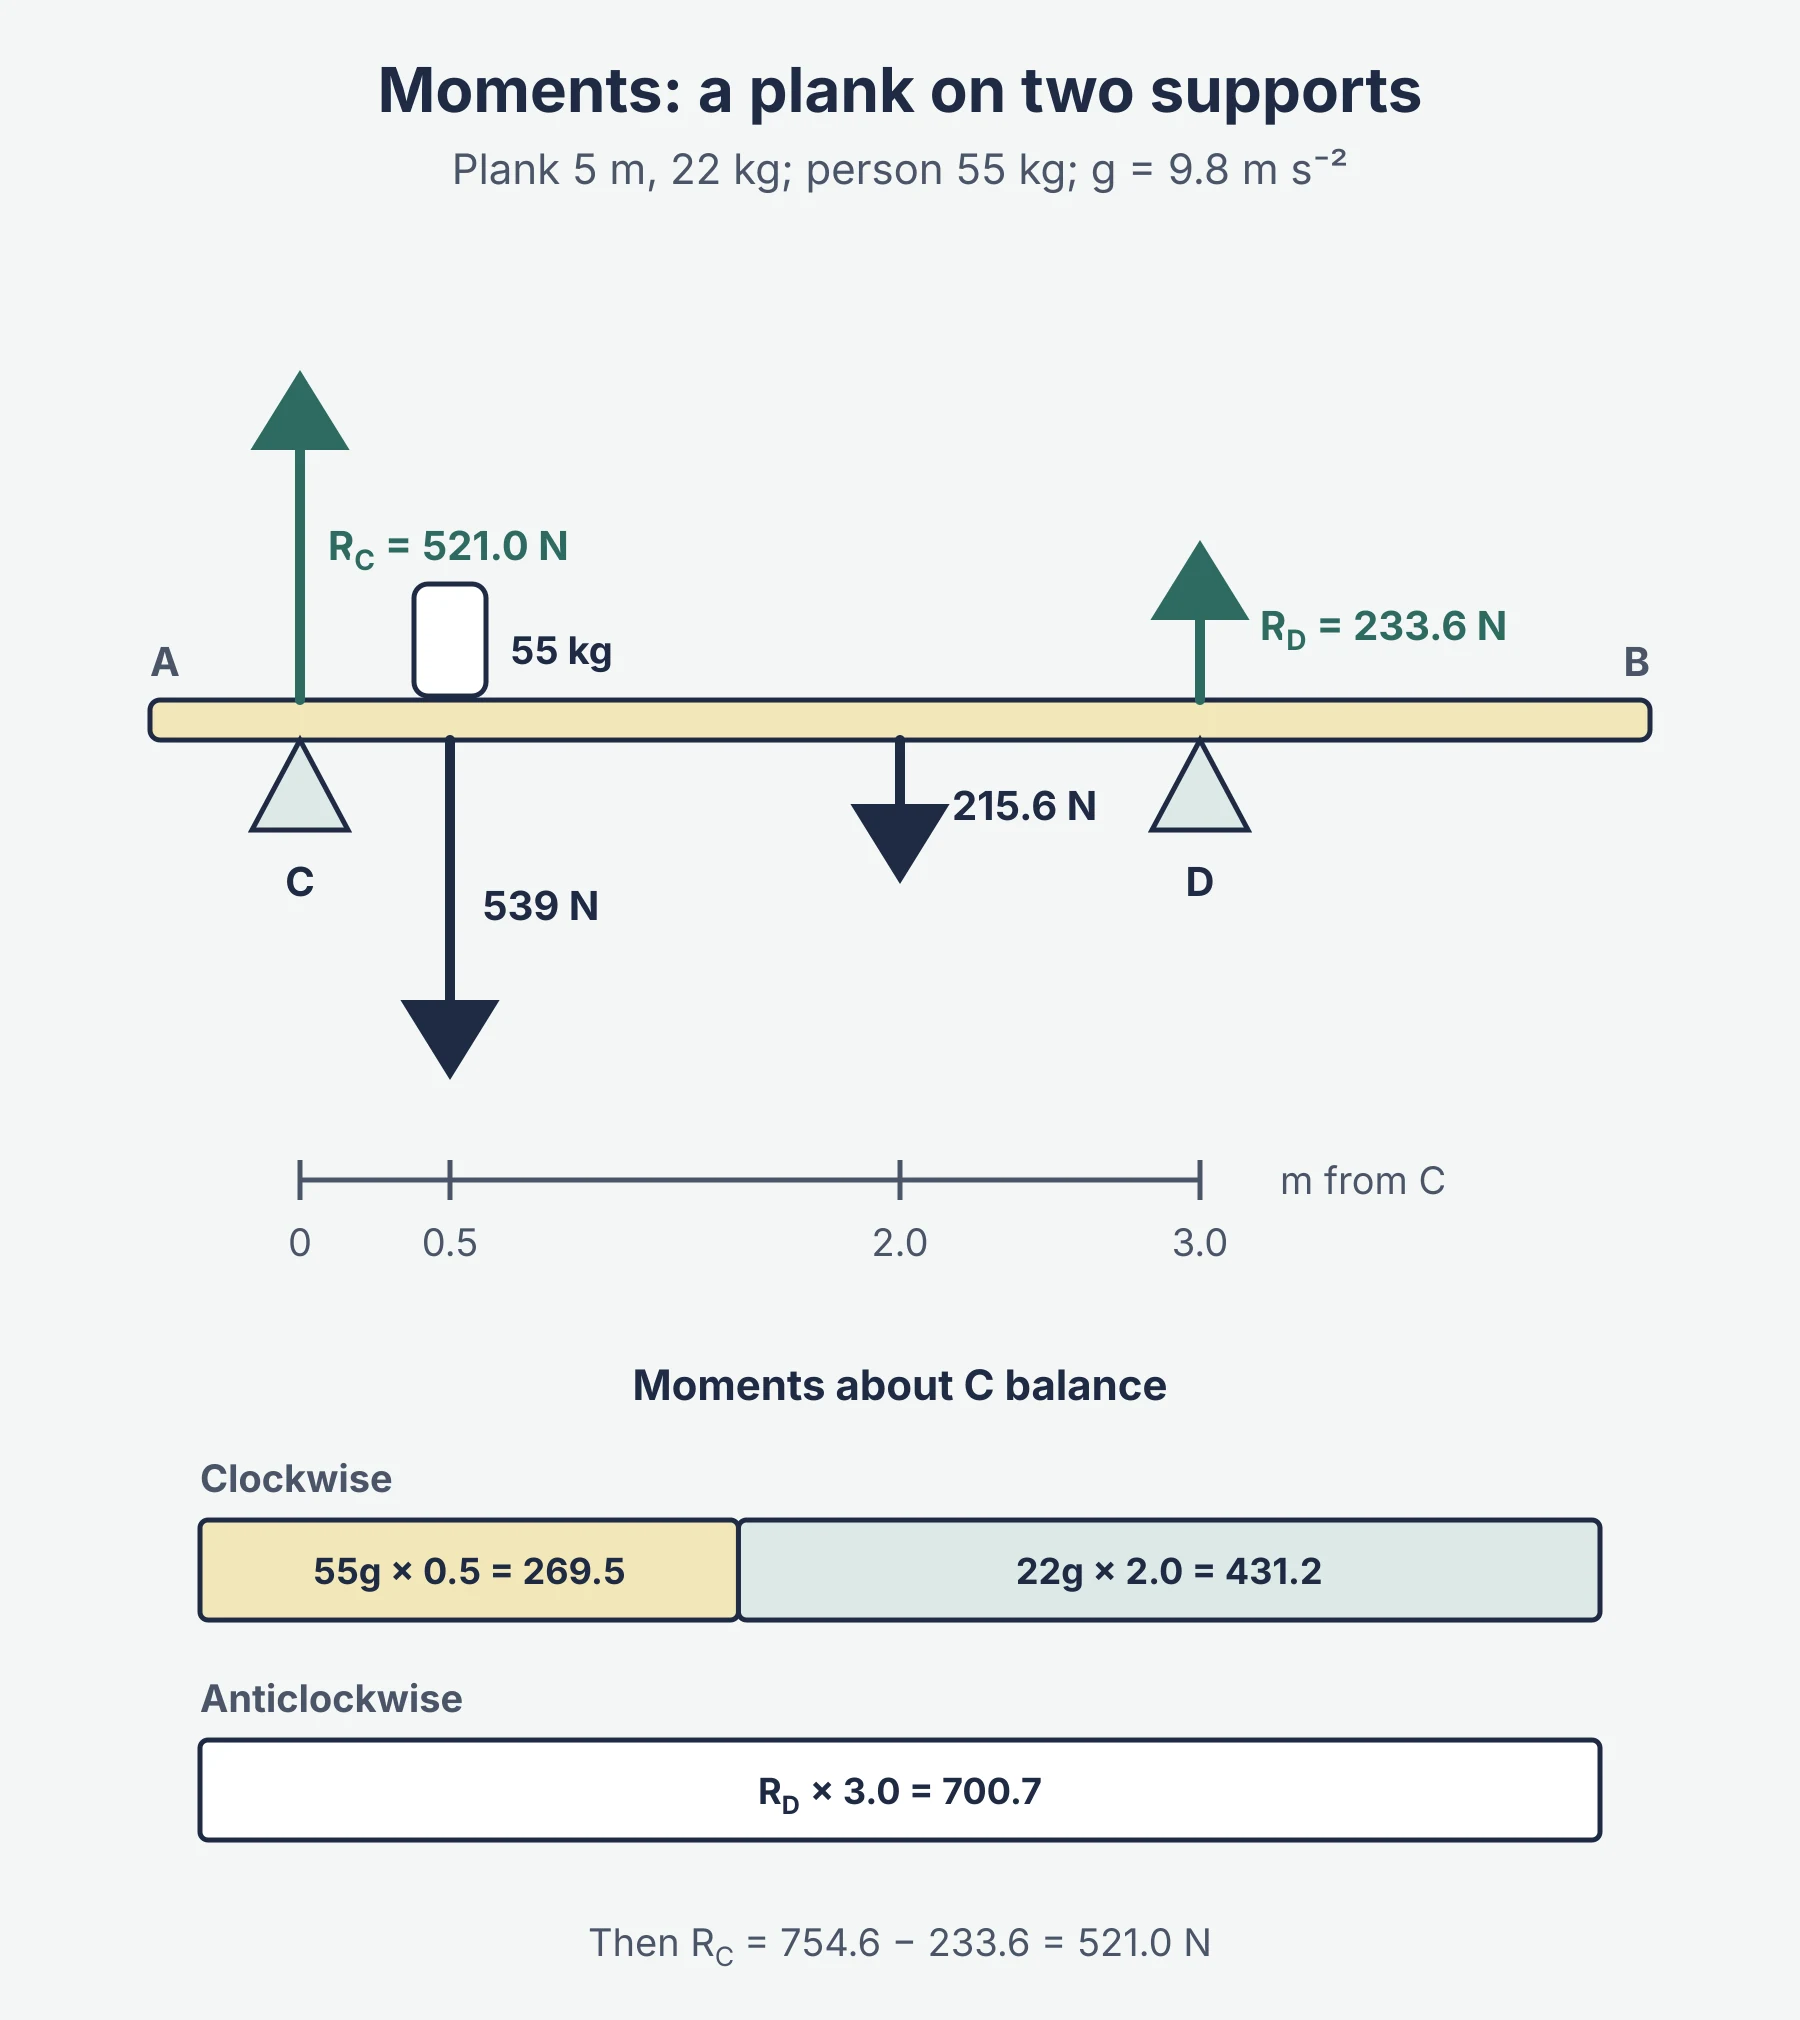 Moments: a plank on two supports
Plank 5 m, 22 kg; person 55 kg; g = 9.8 m s⁻²
R_C = 521.0 N
R_D = 233.6 N
55 kg
A
B
215.6 N
C
D
539 N
m from C
0 0.5 2.0 3.0
Moments about C balance
Clockwise
55g × 0.5 = 269.5
22g × 2.0 = 431.2
Anticlockwise
R_D × 3.0 = 700.7
Then R_C = 754.6 − 233.6 = 521.0 N